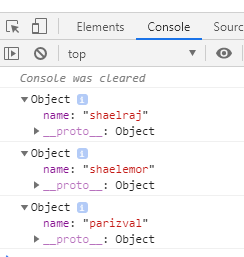 Elements Console Sources
top
Console was cleared
Object i
name: "shaelraj"
__proto__: Object
Object i
name: "shaelemor"
__proto__: Object
Object i
name: "parizval"
__proto__: Object